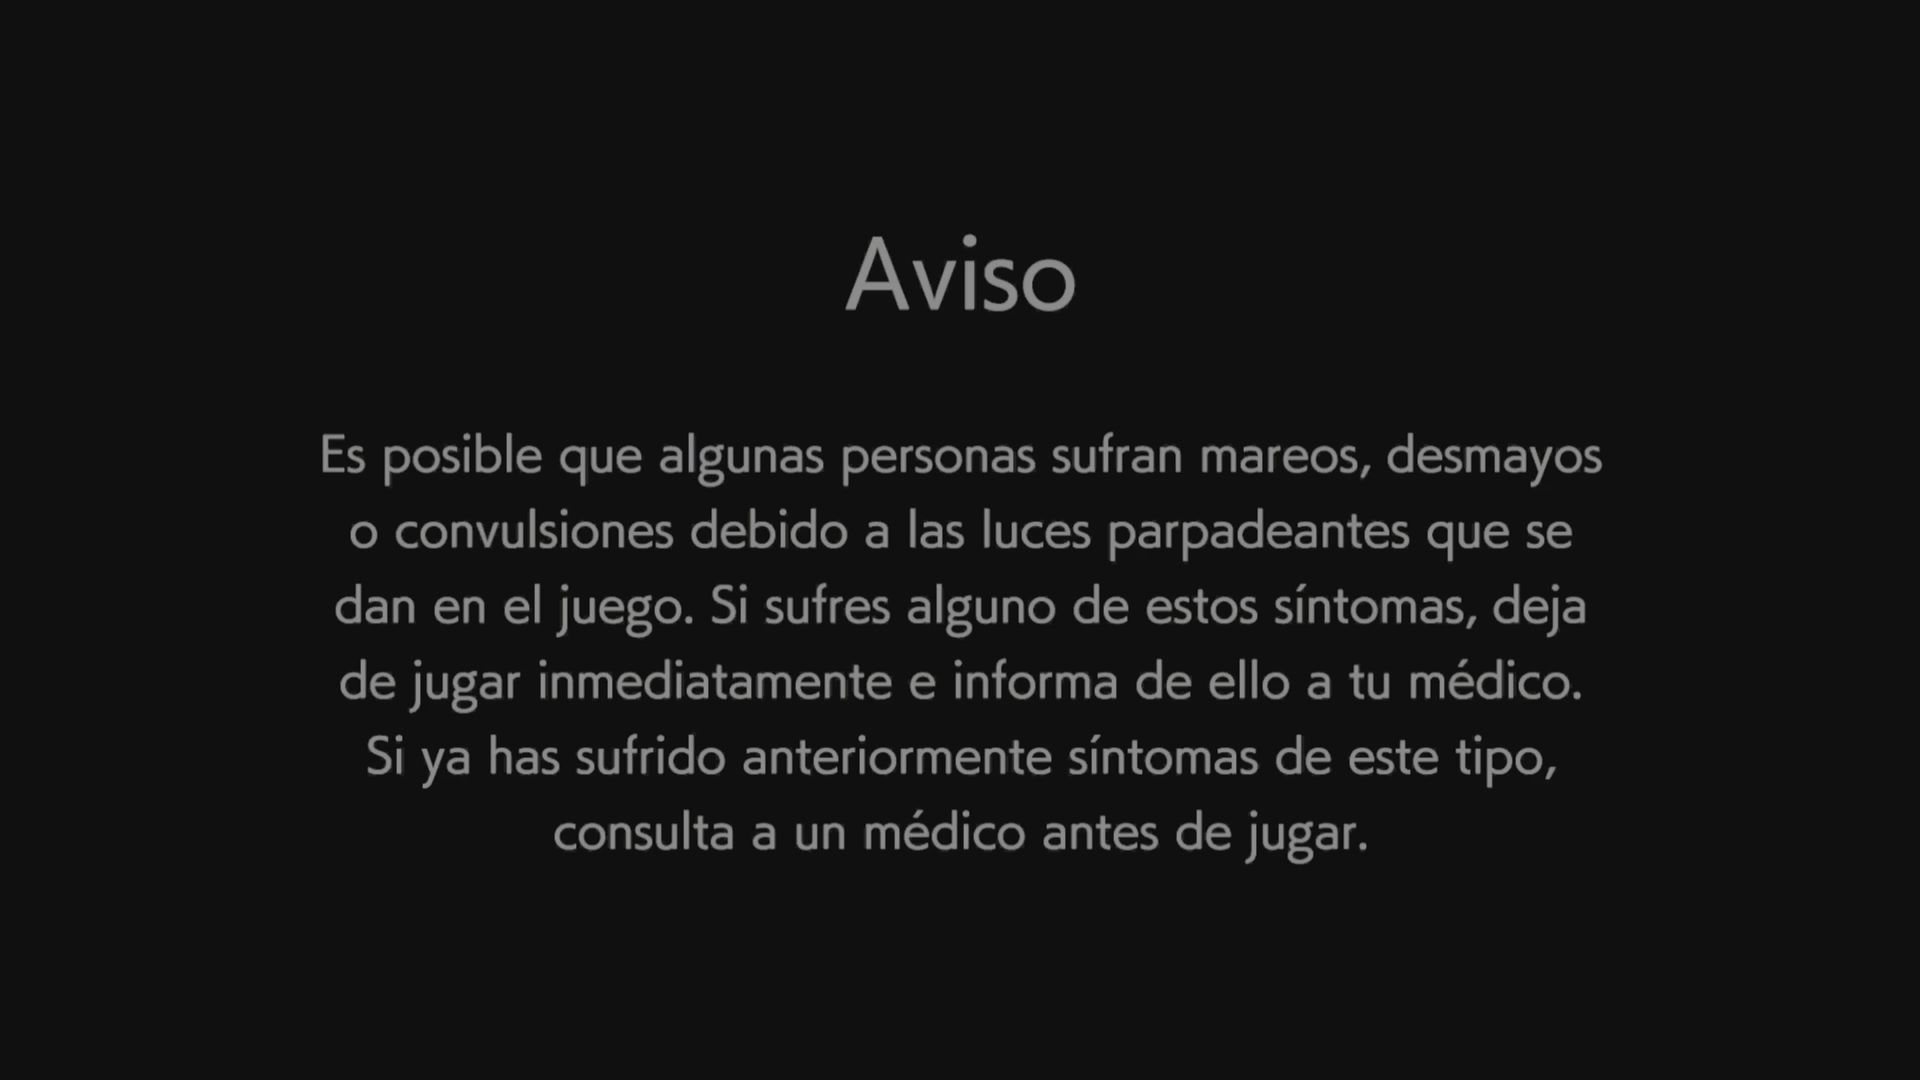 Aviso
Es posible que algunas personas sufran mareos, desmayos
o convulsiones debido a las luces parpadeantes que se
dan en el juego. Si sufres alguno de estos síntomas, deja
de jugar inmediatamente e informa de ello a tu médico.
Si ya has sufrido anteriormente síntomas de este tipo,
consulta a un médico antes de jugar.